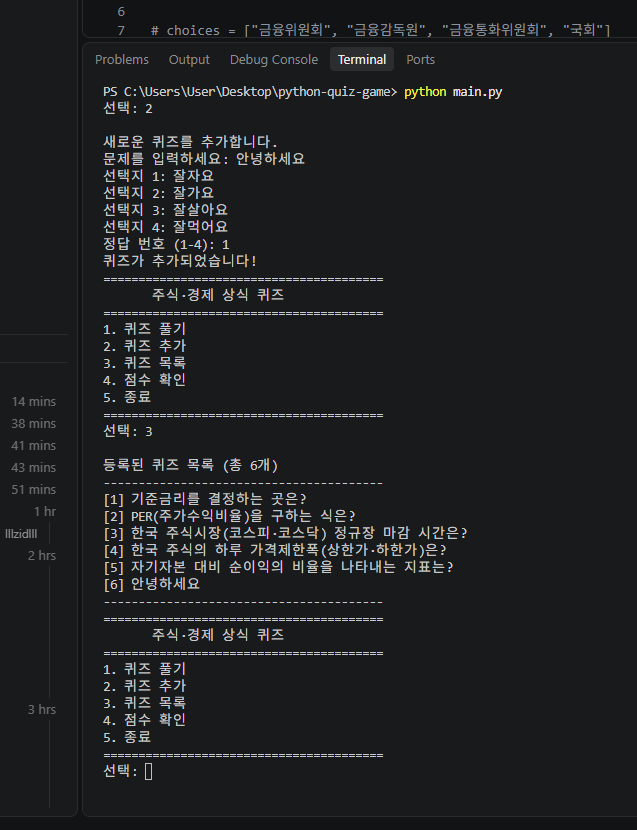 6
7 # choices = ["금융위원회", "금융감독원", "금융통화위원회", "국회"]
Problems Output Debug Console Terminal Ports
PS C:\Users\User\Desktop\python-quiz-game> python main.py
선택: 2
새로운 퀴즈를 추가합니다.
문제를 입력하세요: 안녕하세요
선택지 1: 잘자요
선택지 2: 잘가요
선택지 3: 잘살아요
선택지 4: 잘먹어요
정답 번호 (1-4): 1
퀴즈가 추가되었습니다!
========================================
주식·경제 상식 퀴즈
========================================
1. 퀴즈 풀기
2. 퀴즈 추가
3. 퀴즈 목록
4. 점수 확인
5. 종료
========================================
선택: 3
등록된 퀴즈 목록 (총 6개)
----------------------------------------
[1] 기준금리를 결정하는 곳은?
[2] PER(주가수익비율)을 구하는 식은?
[3] 한국 주식시장(코스피·코스닥) 정규장 마감 시간은?
[4] 한국 주식의 하루 가격제한폭(상한가·하한가)은?
[5] 자기자본 대비 순이익의 비율을 나타내는 지표는?
[6] 안녕하세요
----------------------------------------
========================================
주식·경제 상식 퀴즈
========================================
1. 퀴즈 풀기
2. 퀴즈 추가
3. 퀴즈 목록
4. 점수 확인
5. 종료
========================================
선택:
14 mins
38 mins
41 mins
43 mins
51 mins
1 hr
lllzidlll
2 hrs
3 hrs